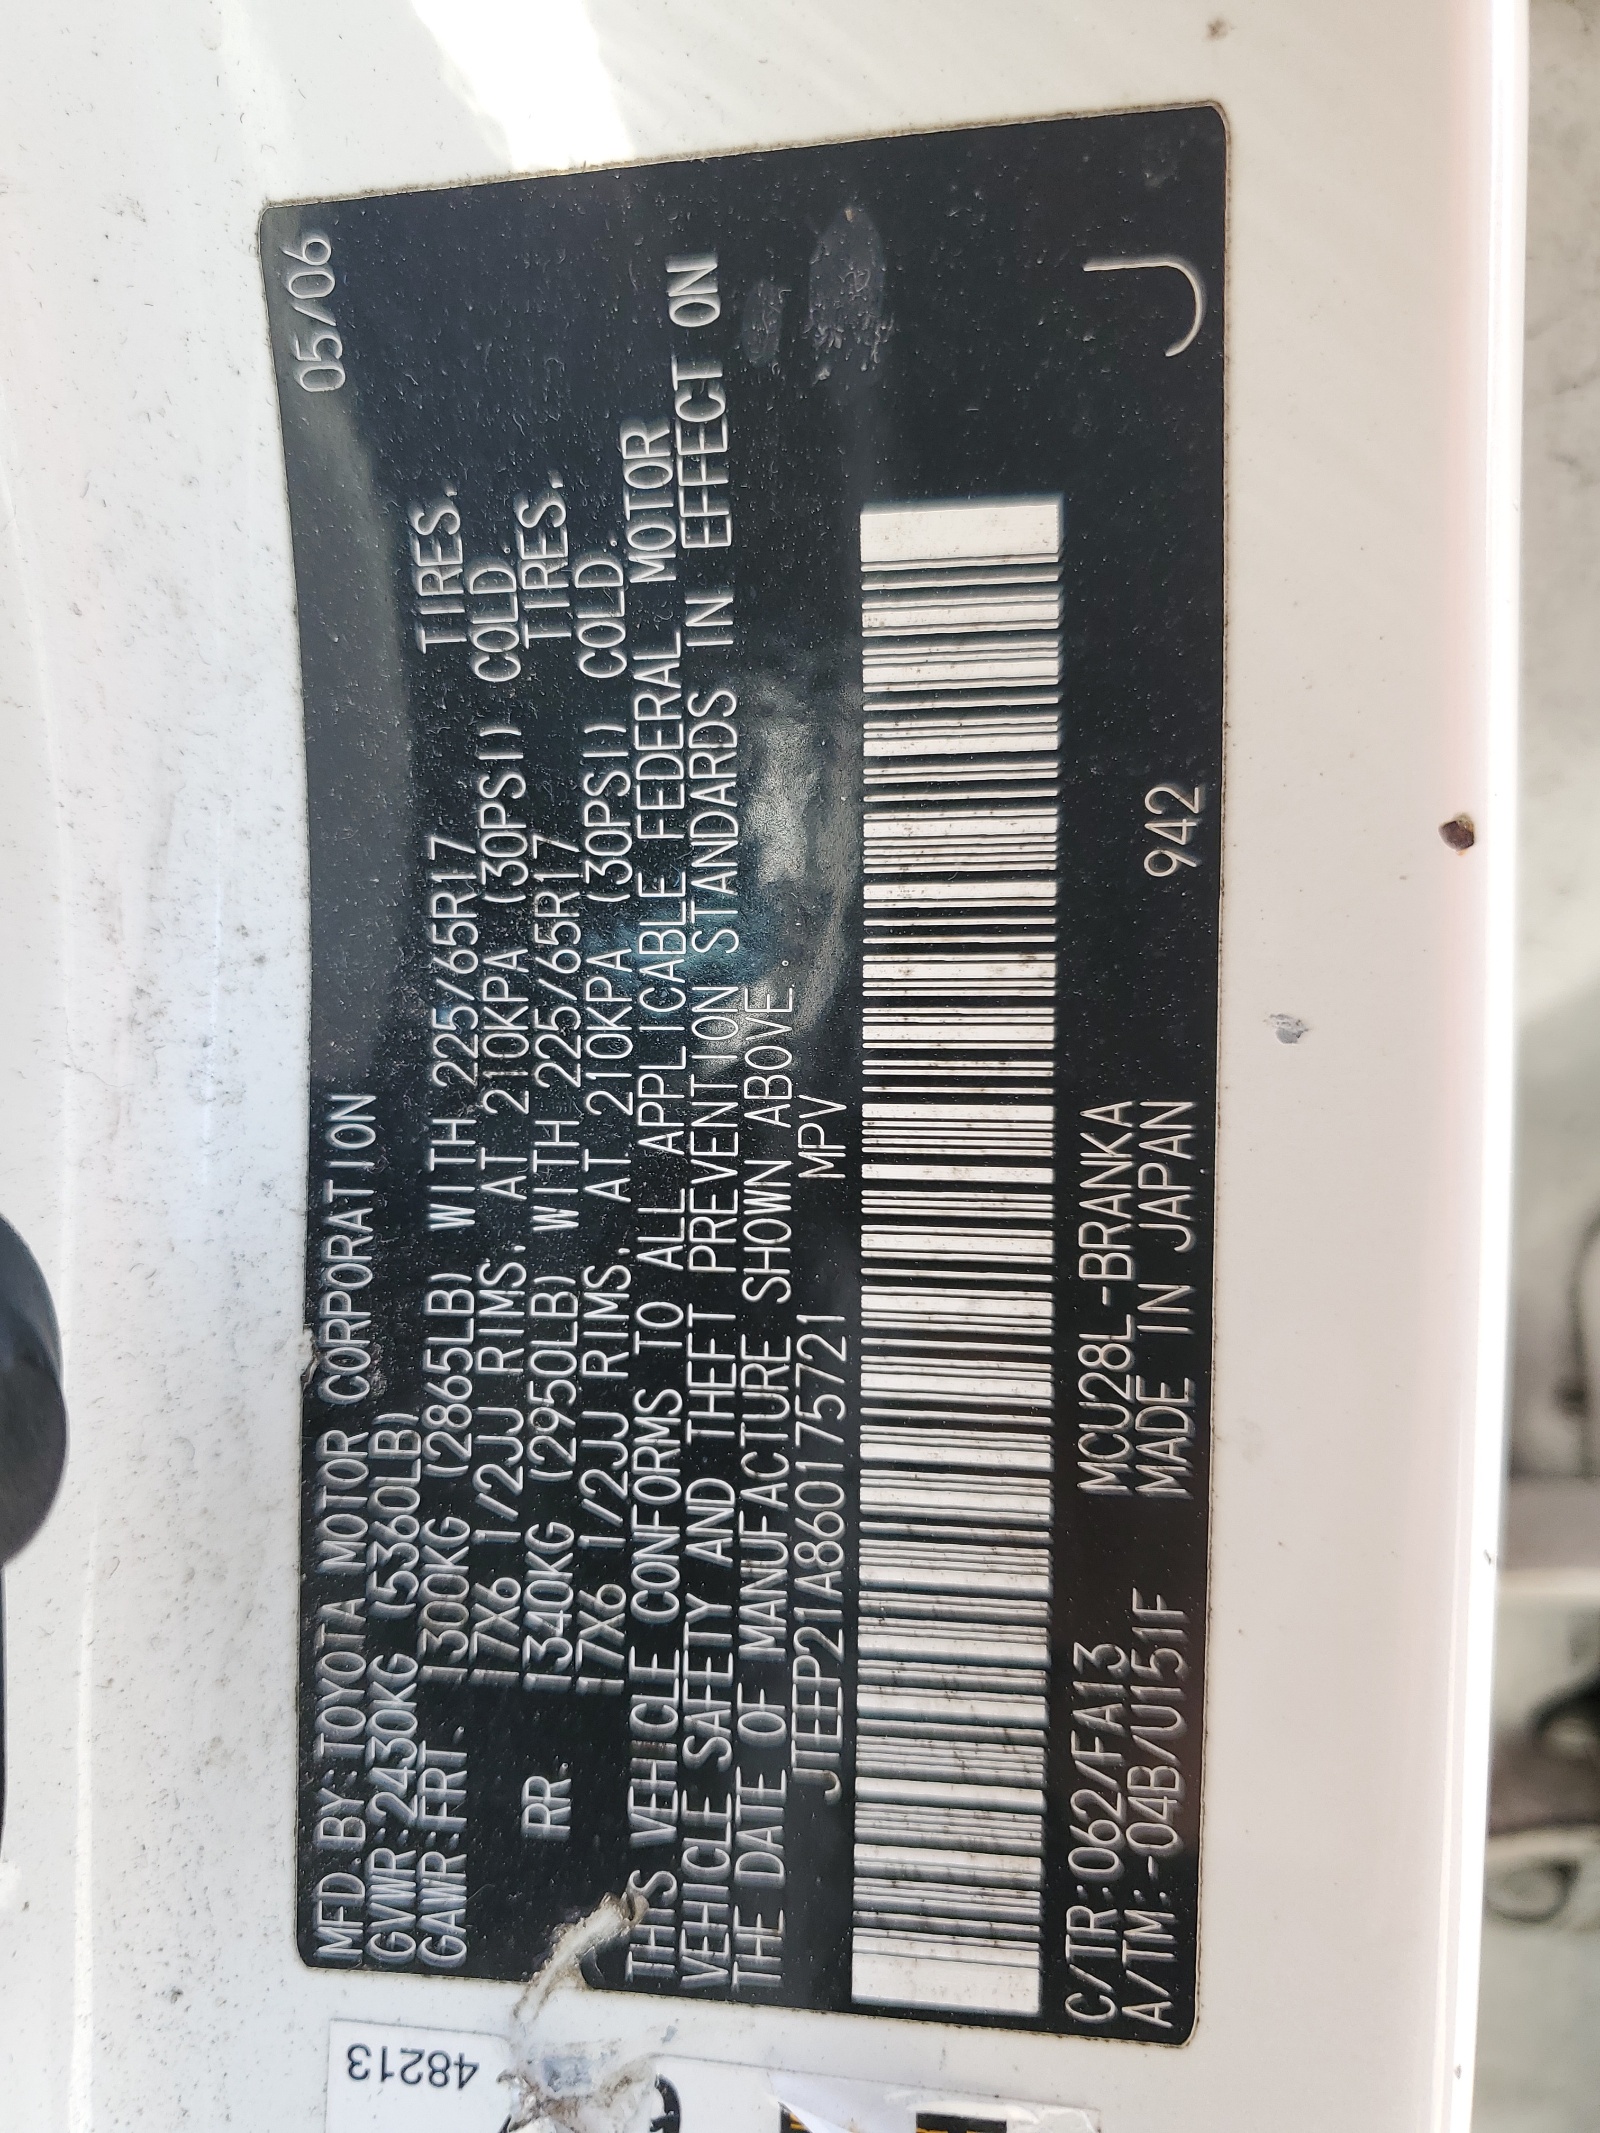 MFD.BY:TOYOTA MOTOR CORPORATION 05/06
GVWR:2430KG (5360LB)
GAWR:FRT. 1300KG (2865LB) WITH 225/65R17 TIRES.
17X6 1/2JJ RIMS, AT 210KPA (30PSI) COLD.
RR. 1340KG (2950LB) WITH 225/65R17 TIRES.
17X6 1/2JJ RIMS, AT 210KPA (30PSI) COLD.
THIS VEHICLE CONFORMS TO ALL APPLICABLE FEDERAL MOTOR
VEHICLE SAFETY AND THEFT PREVENTION STANDARDS IN EFFECT ON
THE DATE OF MANUFACTURE SHOWN ABOVE.
JTEEP21A860175721 MPV
C/TR:062/FA13 MCU28L-BRANKA 942 J
A/TM:-04B/U151F MADE IN JAPAN
48213